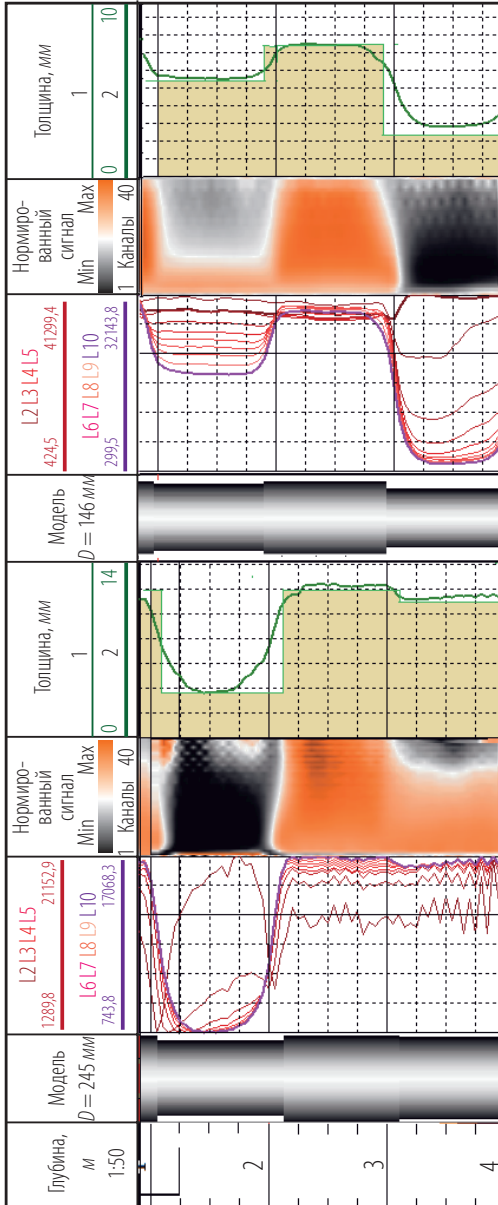 Глубина,
м
1:50
1
2
3
4
Модель
D = 245 мм
L2 L3 L4 L5
1289,8 21152,9
L6 L7 L8 L9 L10
743,8 17068,3
Нормиро-
ванный
сигнал
Min Max
1 Каналы 40
Толщина, мм
1
0 2 14
Модель
D = 146 мм
L2 L3 L4 L5
424,5 41299,4
L6 L7 L8 L9 L10
299,5 32143,8
Нормиро-
ванный
сигнал
Min Max
1 Каналы 40
Толщина, мм
1
0 2 10